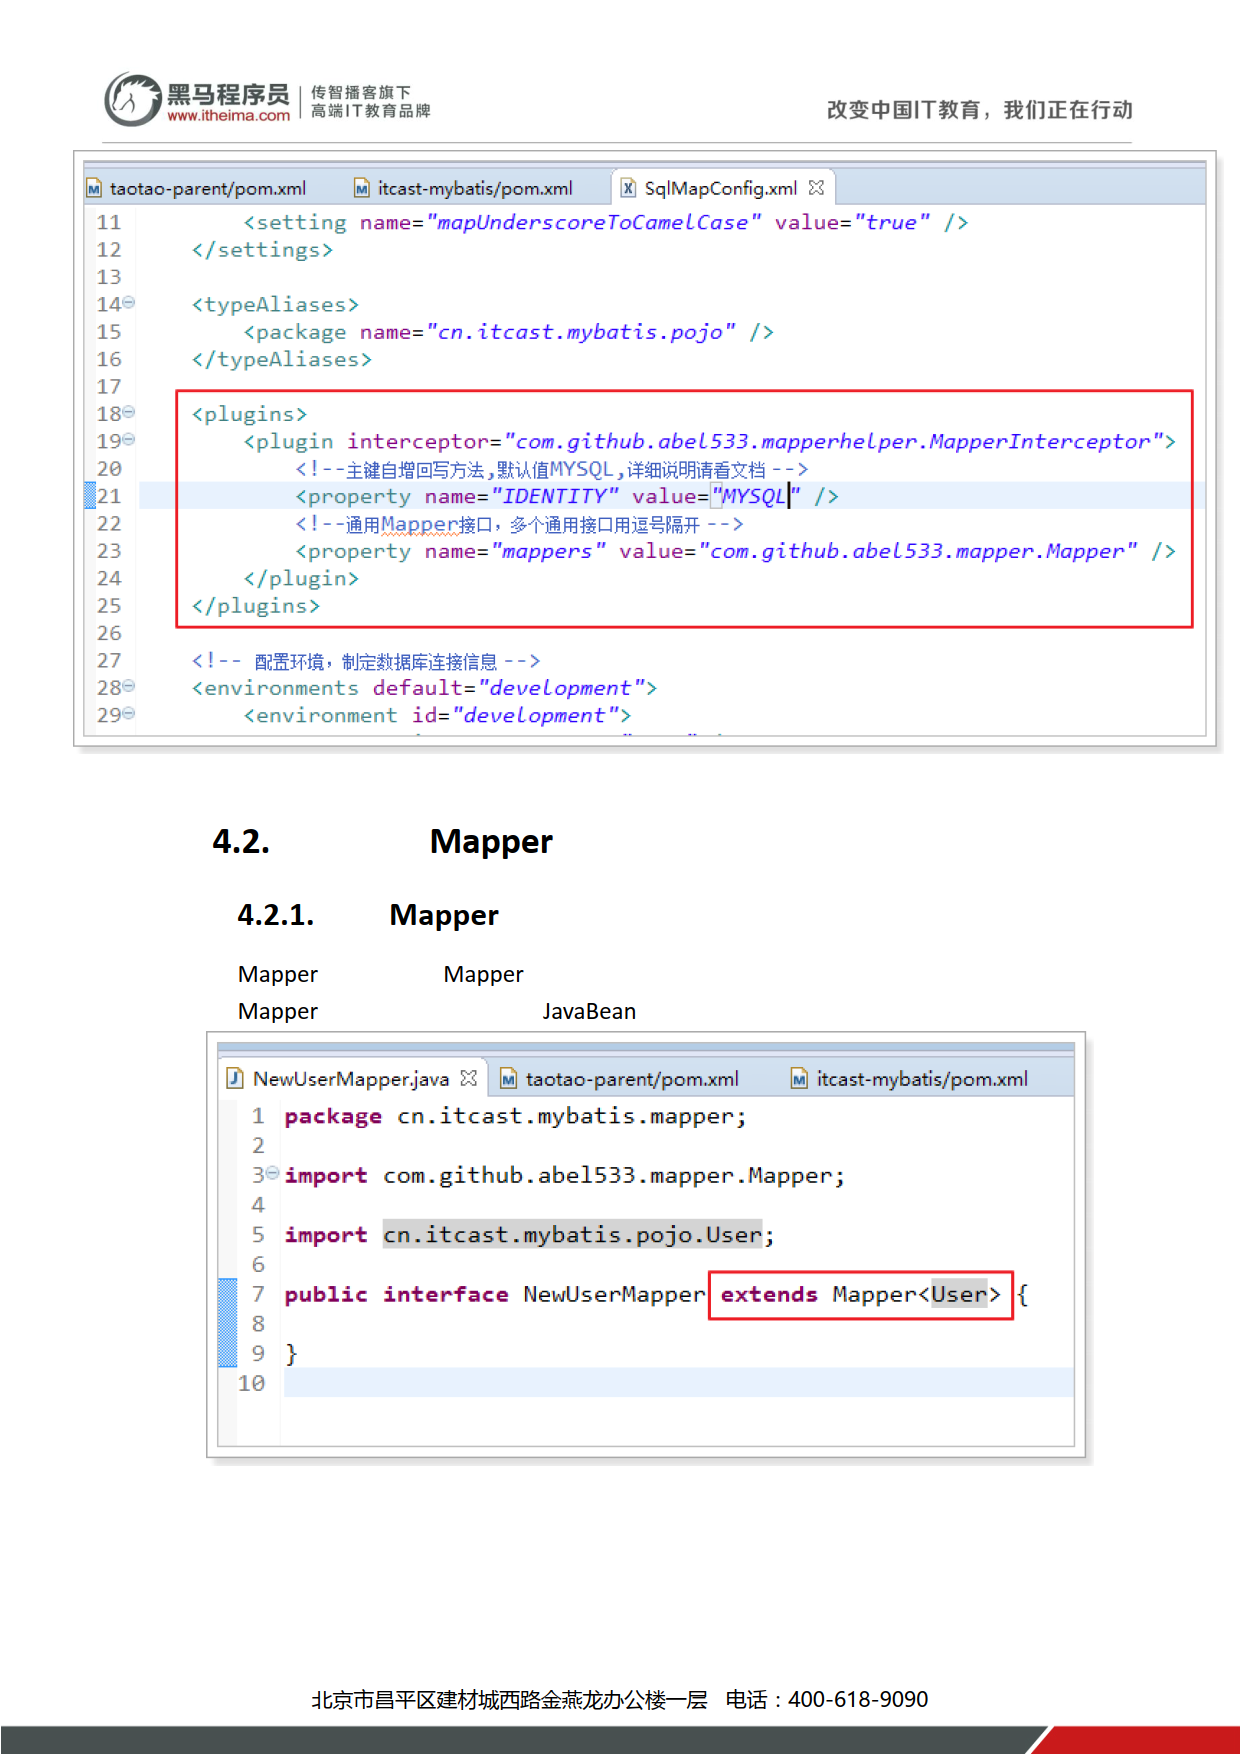 黑马程序员 传智播客旗下
www.itheima.com 高端IT教育品牌
改变中国IT教育，我们正在行动
taotao-parent/pom.xml itcast-mybatis/pom.xml SqlMapConfig.xml
11 <setting name="mapUnderscoreToCamelCase" value="true" />
12 </settings>
13
14 <typeAliases>
15 <package name="cn.itcast.mybatis.pojo" />
16 </typeAliases>
17
18 <plugins>
19 <plugin interceptor="com.github.abel533.mapperhelper.MapperInterceptor">
20 <!--主键自增回写方法,默认值MYSQL,详细说明请看文档 -->
21 <property name="IDENTITY" value="MYSQL" />
22 <!--通用Mapper接口，多个通用接口用逗号隔开 -->
23 <property name="mappers" value="com.github.abel533.mapper.Mapper" />
24 </plugin>
25 </plugins>
26
27 <!-- 配置环境，制定数据库连接信息 -->
28 <environments default="development">
29 <environment id="development">
4.2. Mapper
4.2.1. Mapper
Mapper Mapper
Mapper JavaBean
NewUserMapper.java taotao-parent/pom.xml itcast-mybatis/pom.xml
1 package cn.itcast.mybatis.mapper;
2
3 import com.github.abel533.mapper.Mapper;
4
5 import cn.itcast.mybatis.pojo.User;
6
7 public interface NewUserMapper extends Mapper<User> {
8
9 }
10
北京市昌平区建材城西路金燕龙办公楼一层 电话：400-618-9090